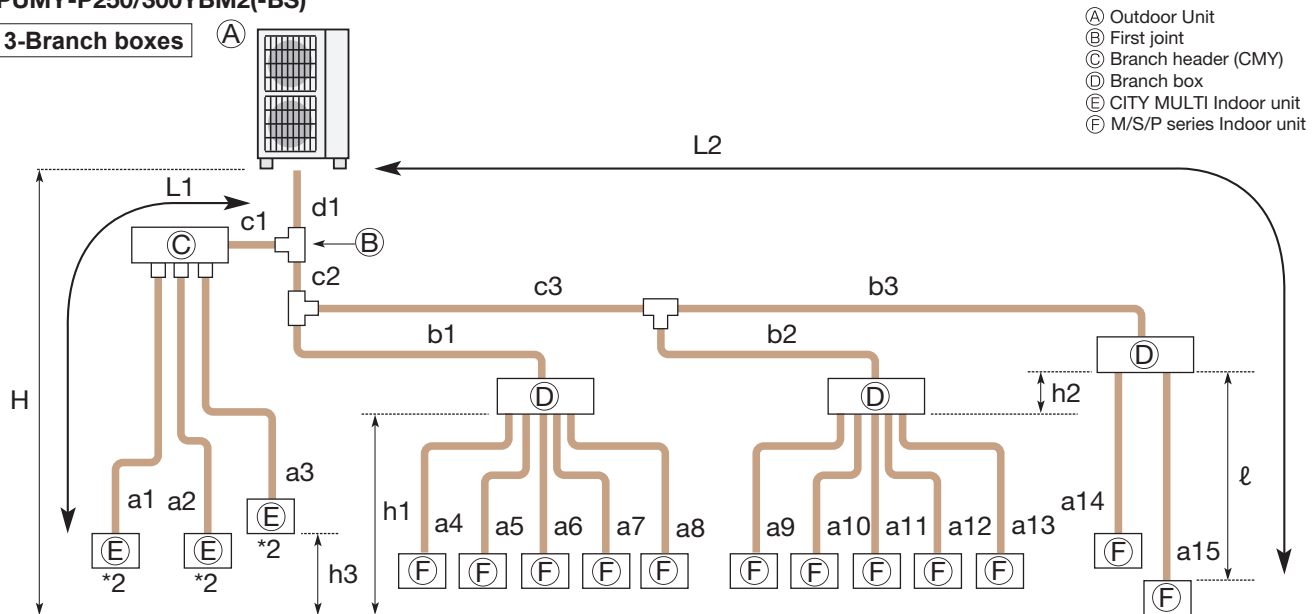 PUMY-P250/300YBM2(-BS)
3-Branch boxes
Ⓐ
Ⓐ Outdoor Unit
Ⓑ First joint
Ⓒ Branch header (CMY)
Ⓓ Branch box
Ⓔ CITY MULTI Indoor unit
Ⓕ M/S/P series Indoor unit
L2
L1
d1
c1
Ⓒ
Ⓑ
c2
c3
b3
b1
b2
Ⓓ
H
Ⓓ
Ⓓ
h2
a1
a2
a3
h1
a4
a5
a6
a7
a8
a9
a10
a11
a12
a13
a14
ℓ
a15
Ⓔ
*2
Ⓔ
*2
Ⓔ
*2
h3
Ⓕ
Ⓕ
Ⓕ
Ⓕ
Ⓕ
Ⓕ
Ⓕ
Ⓕ
Ⓕ
Ⓕ
Ⓕ
Ⓕ